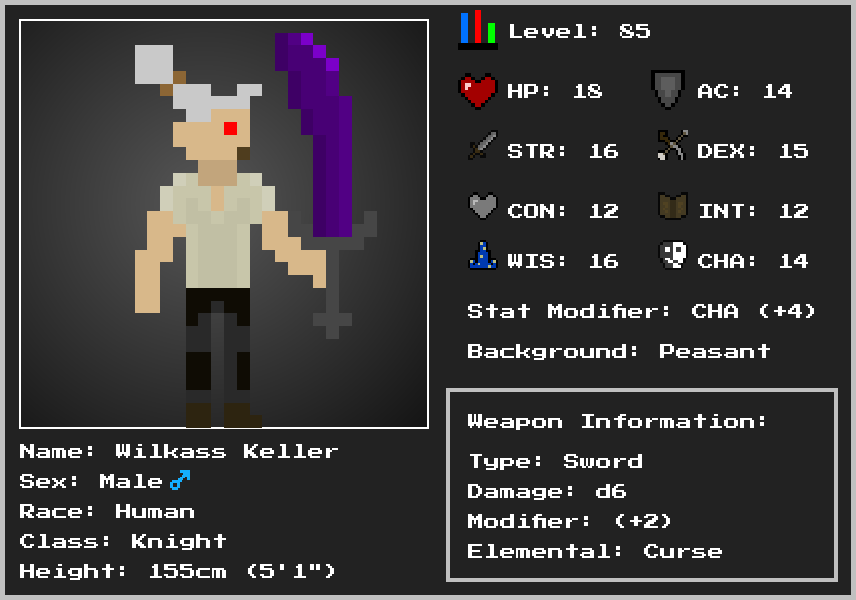 Level: 85
HP: 18 AC: 14
STR: 16 DEX: 15
CON: 12 INT: 12
WIS: 16 CHA: 14
Stat Modifier: CHA (+4)
Background: Peasant
Weapon Information:
Type: Sword
Damage: d6
Modifier: (+2)
Elemental: Curse
Name: Wilkass Keller
Sex: Male♂
Race: Human
Class: Knight
Height: 155cm (5'1")